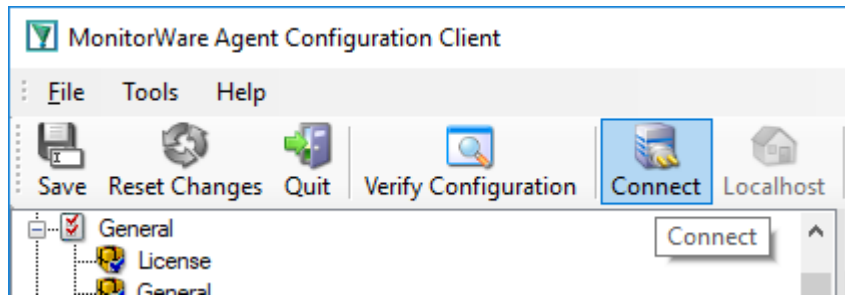 MonitorWare Agent Configuration Client
File Tools Help
Save Reset Changes Quit Verify Configuration Connect Localhost
General
Connect
License
General